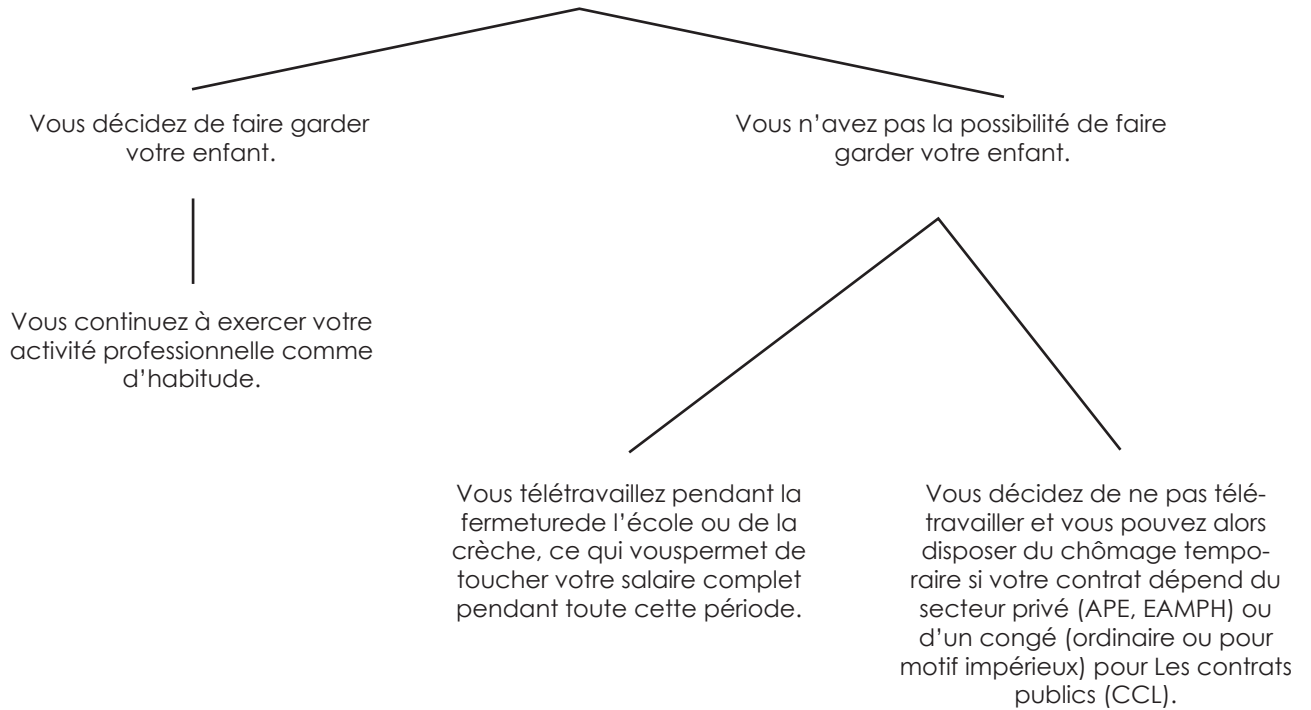 Vous décidez de faire garder
votre enfant.
Vous n'avez pas la possibilité de faire
garder votre enfant.
Vous continuez à exercer votre
activité professionnelle comme
d'habitude.
Vous télétravaillez pendant la
fermeturede l'école ou de la
crèche, ce qui vouspermet de
toucher votre salaire complet
pendant toute cette période.
Vous décidez de ne pas télé-
travailler et vous pouvez alors
disposer du chômage tempo-
raire si votre contrat dépend du
secteur privé (APE, EAMPH) ou
d'un congé (ordinaire ou pour
motif impérieux) pour Les contrats
publics (CCL).